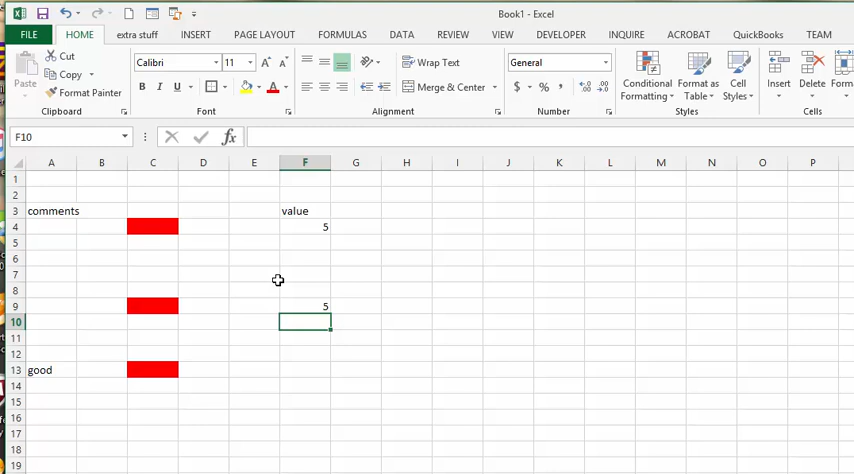 Book1 - Excel
FILE HOME extra stuff INSERT PAGE LAYOUT FORMULAS DATA REVIEW VIEW DEVELOPER INQUIRE ACROBAT QuickBooks TEAM
Cut
Copy
Format Painter
Paste
Clipboard
Calibri 11
B I U
Font
Wrap Text
Merge & Center
Alignment
General
$ % ,
Number
Conditional Formatting
Format as Table
Cell Styles
Styles
Insert Delete
Cells
F10 fx
A B C D E F G H I J K L M N O P
1
2
3 comments value
4 5
5
6
7
8
9 5
10
11
12
13 good
14
15
16
17
18
19